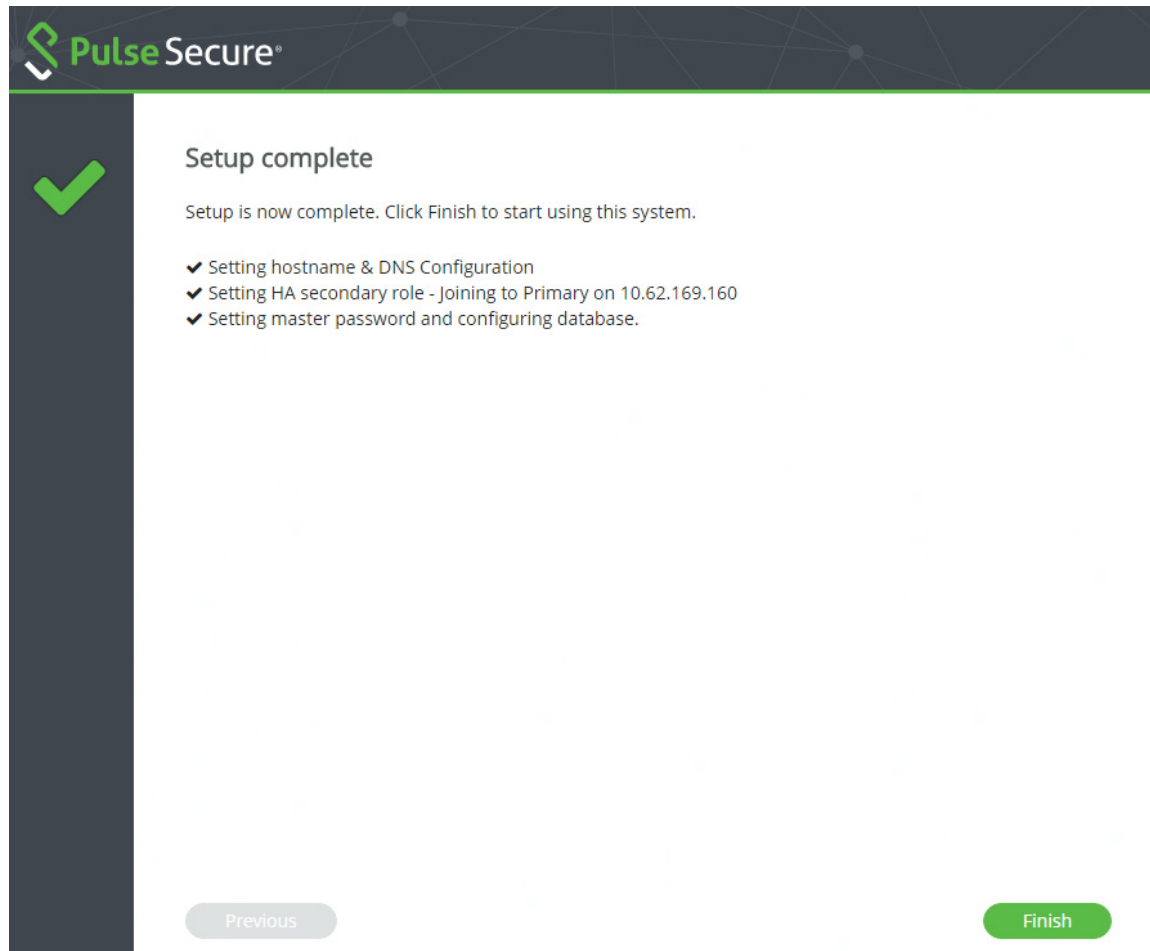 Pulse Secure®
Setup complete
Setup is now complete. Click Finish to start using this system.
✔ Setting hostname & DNS Configuration
✔ Setting HA secondary role - Joining to Primary on 10.62.169.160
✔ Setting master password and configuring database.
Previous
Finish